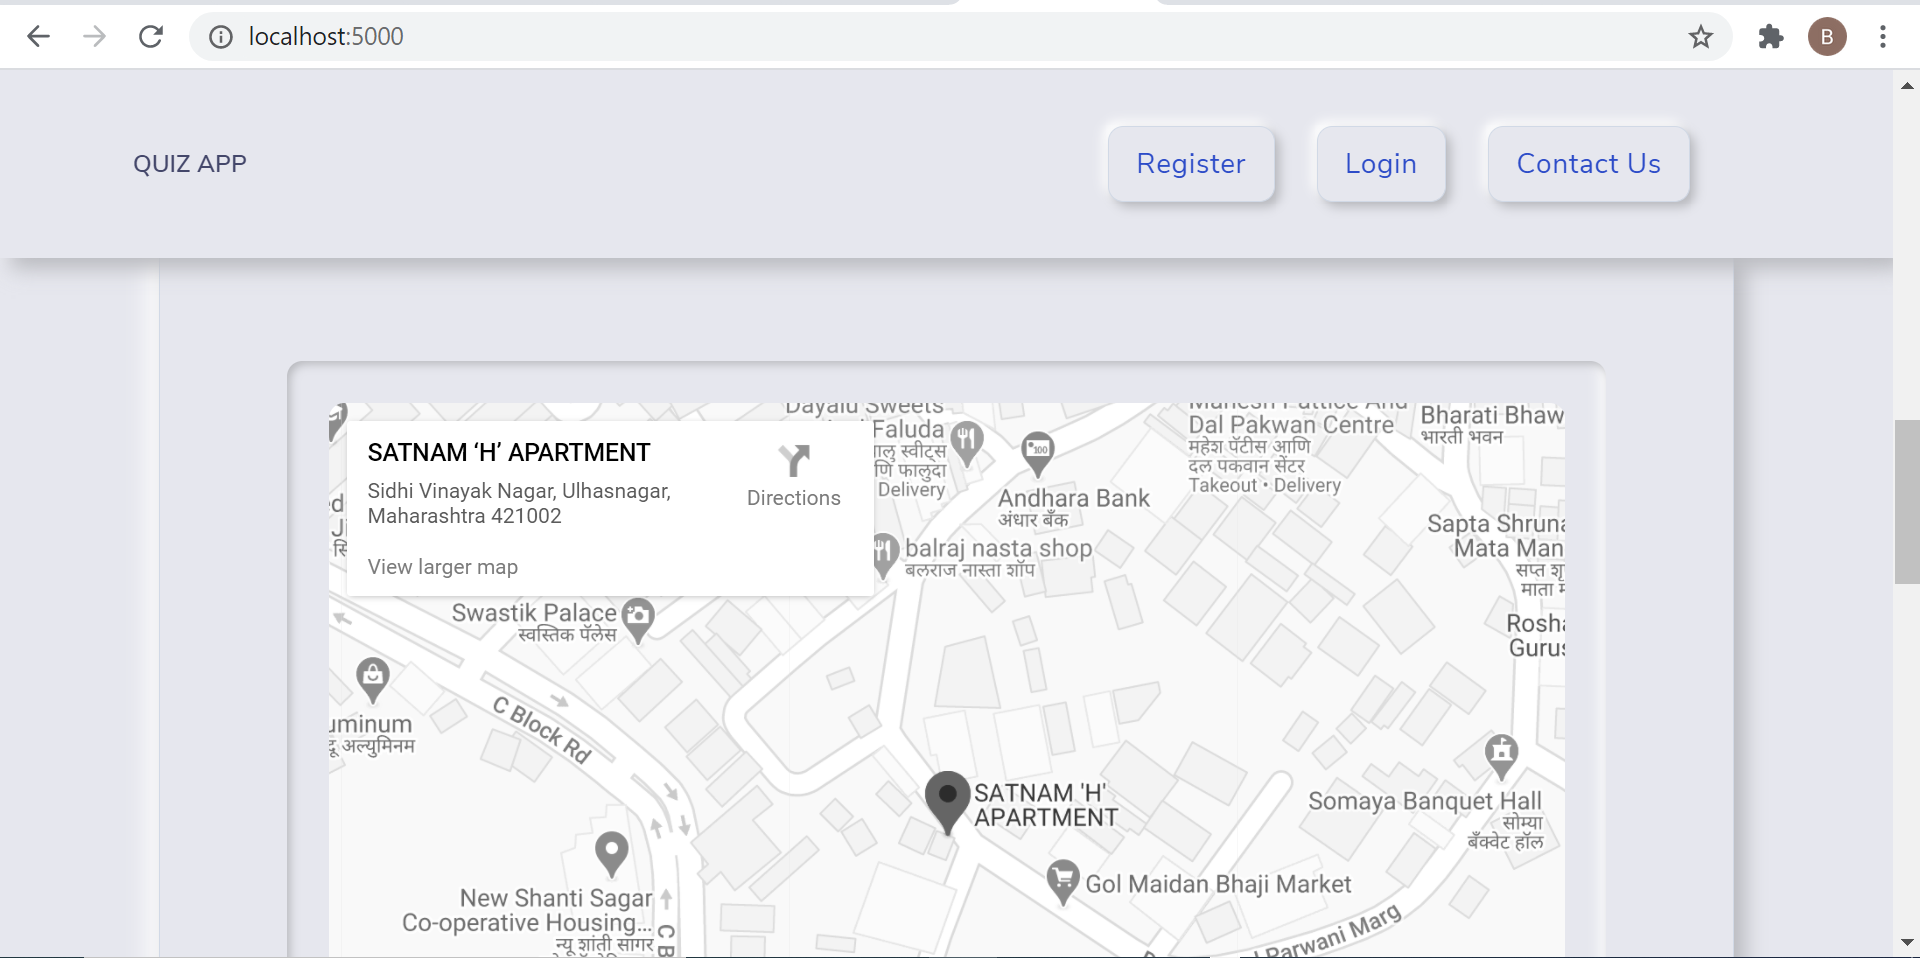 localhost:5000
B
QUIZ APP
Register
Login
Contact Us
SATNAM ‘H’ APARTMENT
Sidhi Vinayak Nagar, Ulhasnagar,
Maharashtra 421002
Directions
View larger map
Dayalu Sweets
Faluda
Delivery
100
Andhara Bank
अंधार बँक
balraj nasta shop
बलराज नास्ता शॉप
Dal Pakwan Centre
महेश पॅटीस आणि
दल पकवान सेंटर
Takeout • Delivery
Bharati Bhaw
भारती भवन
Sapta Shrun
Mata Man
सप्त
माता
Rosh
Gurus
Swastik Palace
स्वस्तिक पॅलेस
C Block Rd
uminum
अल्युमिनम
SATNAM 'H'
APARTMENT
Somaya Banquet Hall
सोम्या
बँक्वेट हॉल
Gol Maidan Bhaji Market
New Shanti Sagar
Co-operative Housing...
न्यू शांती सागर
C B
Parwani Marg